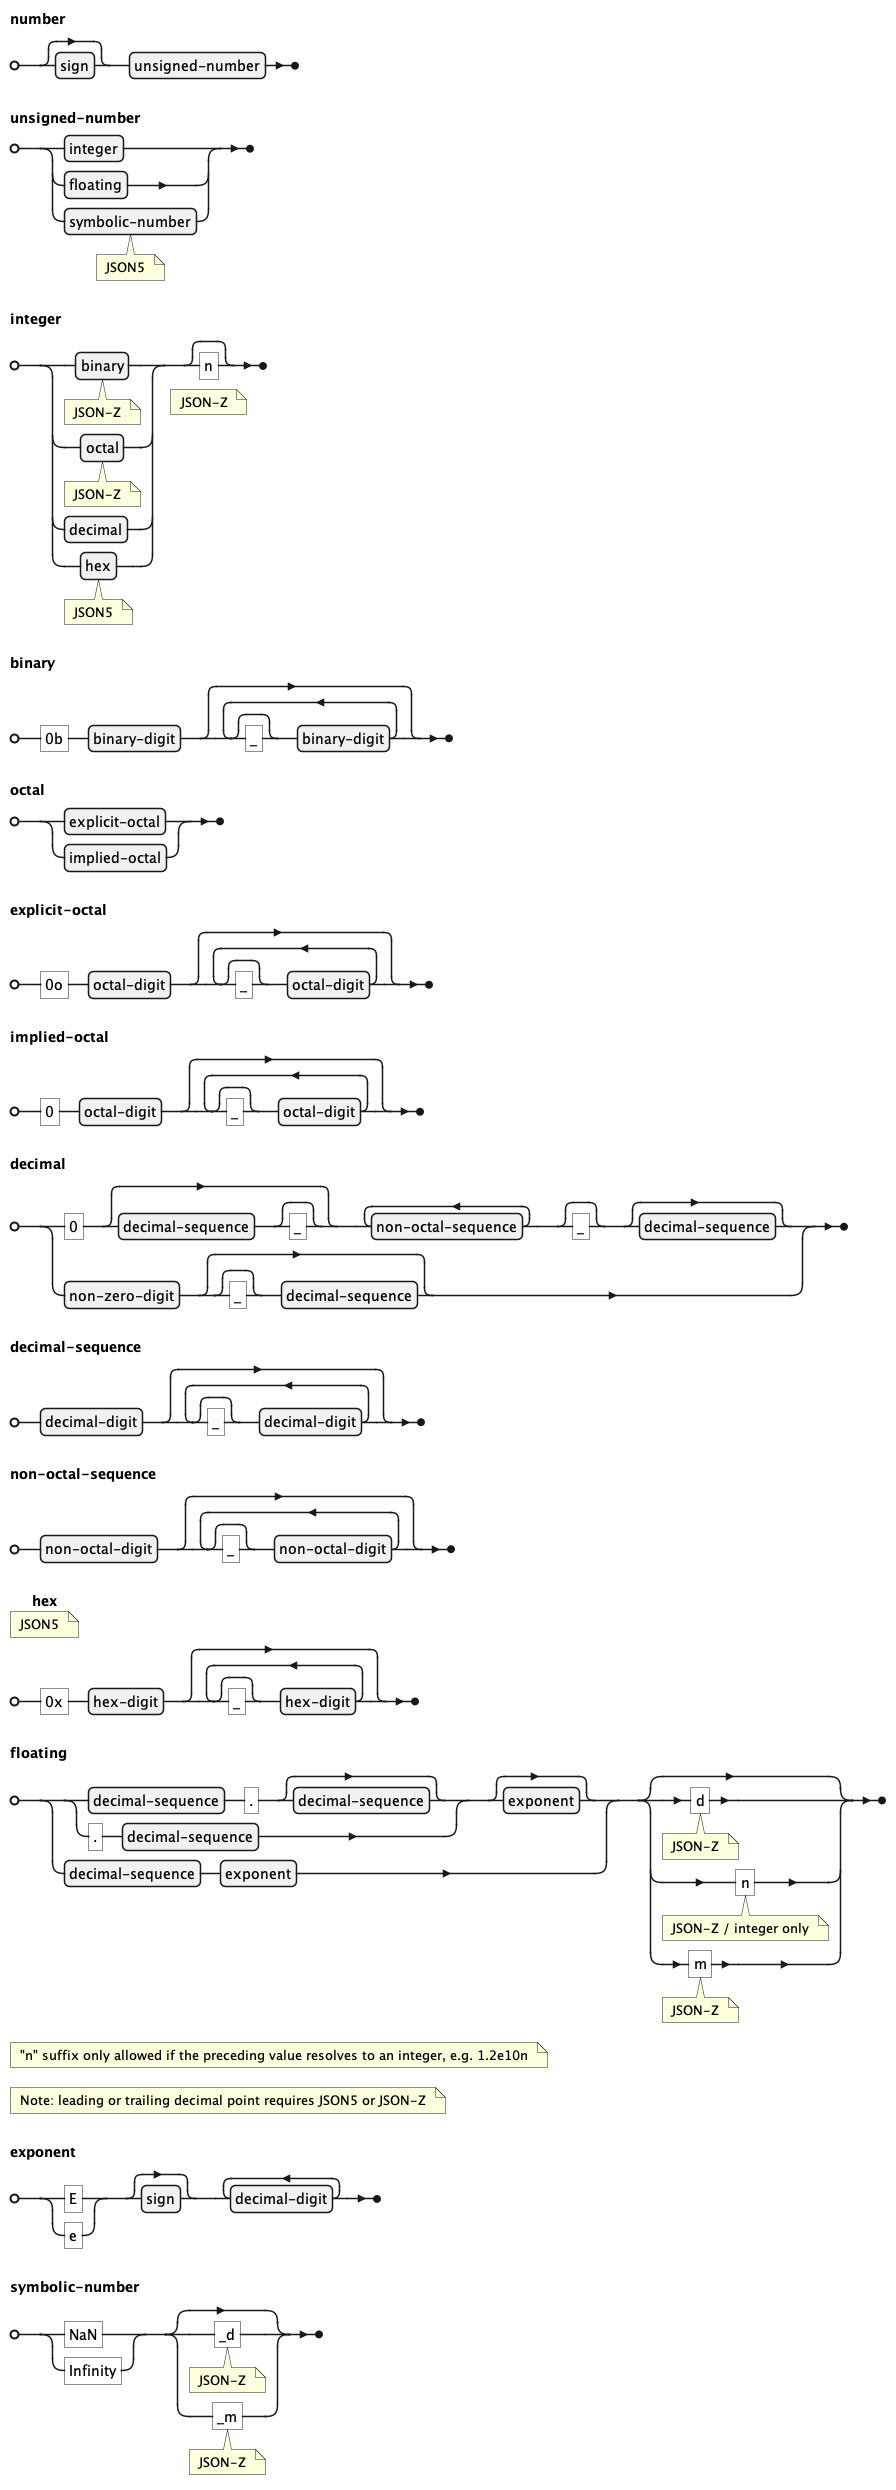 number
sign unsigned-number
unsigned-number
integer
floating
symbolic-number
JSON5
integer
binary n
JSON-Z JSON-Z
octal
JSON-Z
decimal
hex
JSON5
binary
0b binary-digit _ binary-digit
octal
explicit-octal
implied-octal
explicit-octal
0o octal-digit _ octal-digit
implied-octal
0 octal-digit _ octal-digit
decimal
0 decimal-sequence _ non-octal-sequence _ decimal-sequence
non-zero-digit _ decimal-sequence
decimal-sequence
decimal-digit _ decimal-digit
non-octal-sequence
non-octal-digit _ non-octal-digit
hex
JSON5
0x hex-digit _ hex-digit
floating
decimal-sequence . decimal-sequence exponent d
. decimal-sequence JSON-Z
decimal-sequence exponent n
JSON-Z / integer only
m
JSON-Z
"n" suffix only allowed if the preceding value resolves to an integer, e.g. 1.2e10n
Note: leading or trailing decimal point requires JSON5 or JSON-Z
exponent
E sign decimal-digit
e
symbolic-number
NaN _d
Infinity JSON-Z
_m
JSON-Z